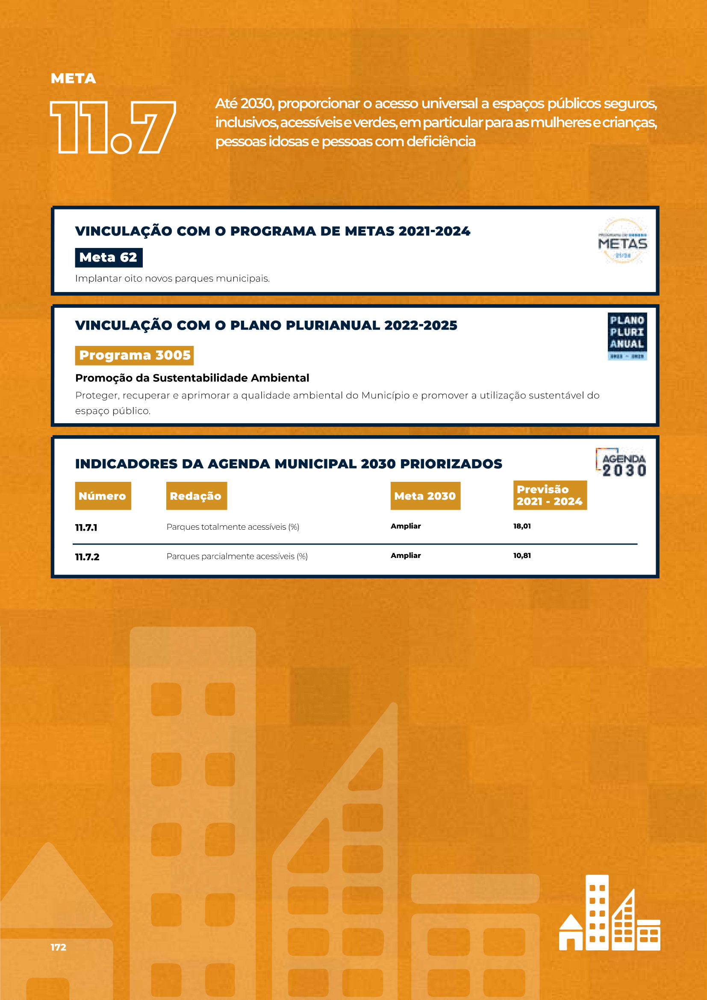 META
11.7
Até 2030, proporcionar o acesso universal a espaços públicos seguros,
inclusivos, acessíveis e verdes, em particular para as mulheres e crianças,
pessoas idosas e pessoas com deficiência
VINCULAÇÃO COM O PROGRAMA DE METAS 2021-2024
METAS
21/24
Meta 62
Implantar oito novos parques municipais.
VINCULAÇÃO COM O PLANO PLURIANUAL 2022-2025
PLANO
PLURI
ANUAL
Programa 3005
Promoção da Sustentabilidade Ambiental
Proteger, recuperar e aprimorar a qualidade ambiental do Município e promover a utilização sustentável do
espaço público.
INDICADORES DA AGENDA MUNICIPAL 2030 PRIORIZADOS
AGENDA
2030
Número Redação Meta 2030 Previsão
2021 - 2024
11.7.1 Parques totalmente acessíveis (%) Ampliar 18,01
11.7.2 Parques parcialmente acessíveis (%) Ampliar 10,81
172